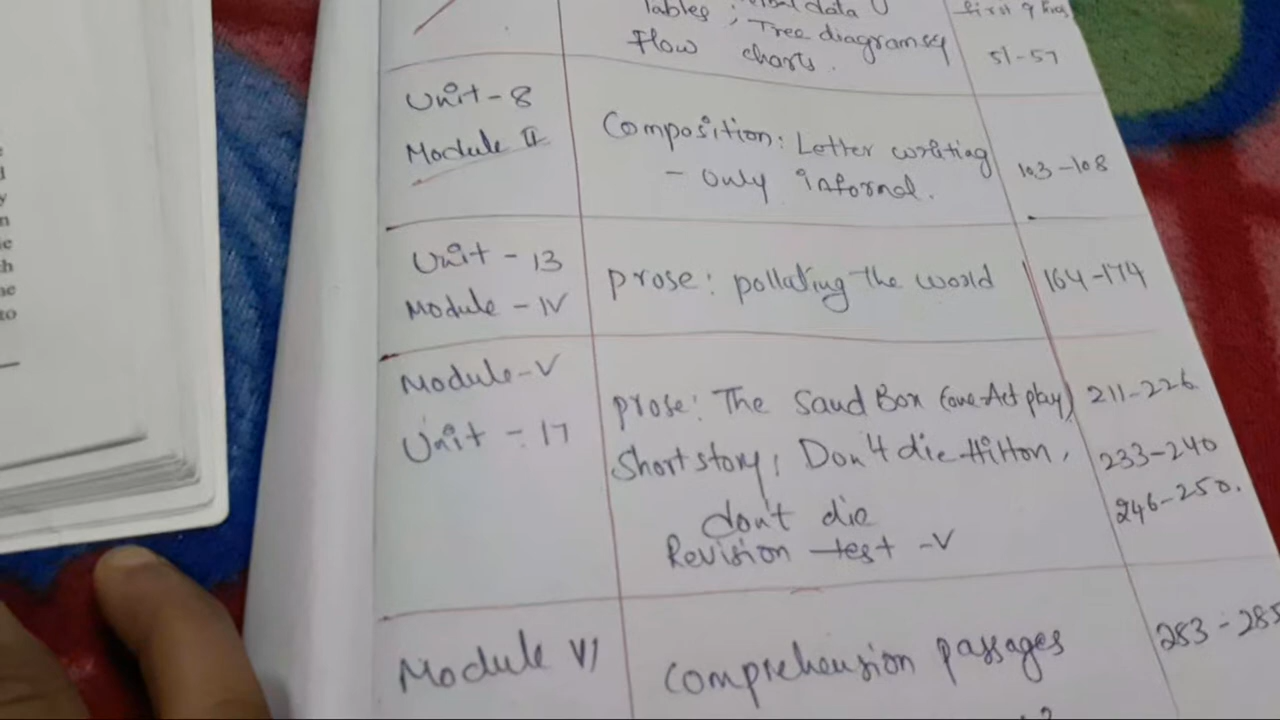 Tables ; data
Tree diagrams
Flow charts.
51-57
Unit-8
Module II
Composition: Letter writing
- only informal.
103-108
Unit - 13
Module - IV
prose: polluting the world
164-174
Module-V
Unit - 17
prose: The Sand Box (one-Act play)
211-226
Short story: Don't die Hilton,
233-240
don't die
246-250.
Revision test -V
Module VI
Comprehension passages
283-285